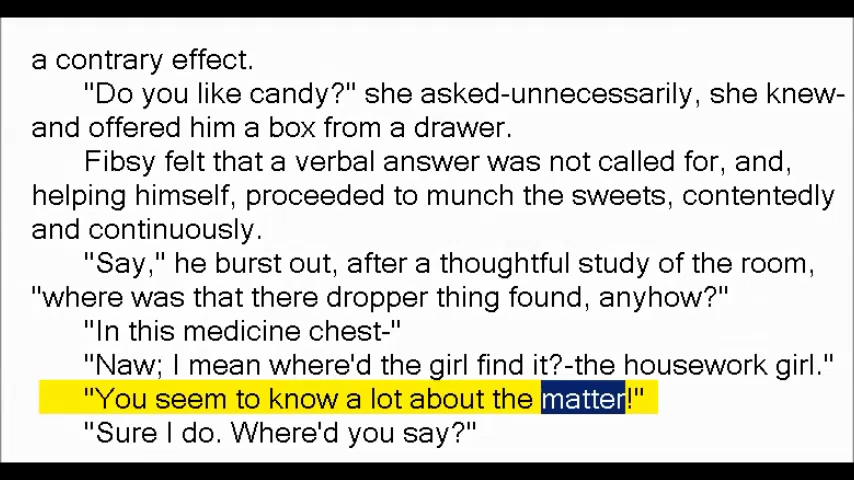 a contrary effect.
"Do you like candy?" she asked-unnecessarily, she knew-
and offered him a box from a drawer.
Fibsy felt that a verbal answer was not called for, and,
helping himself, proceeded to munch the sweets, contentedly
and continuously.
"Say," he burst out, after a thoughtful study of the room,
"where was that there dropper thing found, anyhow?"
"In this medicine chest-"
"Naw; I mean where'd the girl find it?-the housework girl."
"You seem to know a lot about the matter!"
"Sure I do. Where'd you say?"